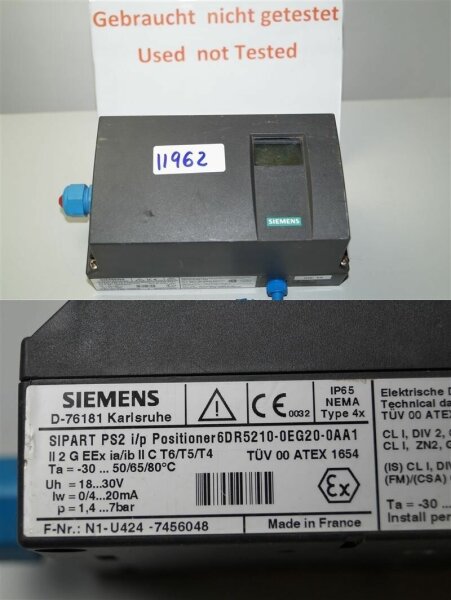 Gebraucht nicht getestet
Used not Tested
11962
SIEMENS
SIEMENS
SIEMENS
D-76181 Karlsruhe
CE 0032
IP65
NEMA
Type 4x
SIPART PS2 i/p Positioner6DR5210-0EG20-0AA1
II 2 G EEx ia/ib II C T6/T5/T4
TÜV 00 ATEX 1654
Ta = -30 ... 50/65/80°C
Uh = 18...30V
Iw = 0/4...20mA
p = 1,4 ...7bar
Ex
F-Nr.: N1-U424 -7456048
Made in France
Elektrische D
Technical da
TÜV 00 ATEX
CL I, DIV 2, G
CL I, ZN2, G
(IS) CL I, DIV
(FM)/(CSA)
Ta = -30 ...
Install per